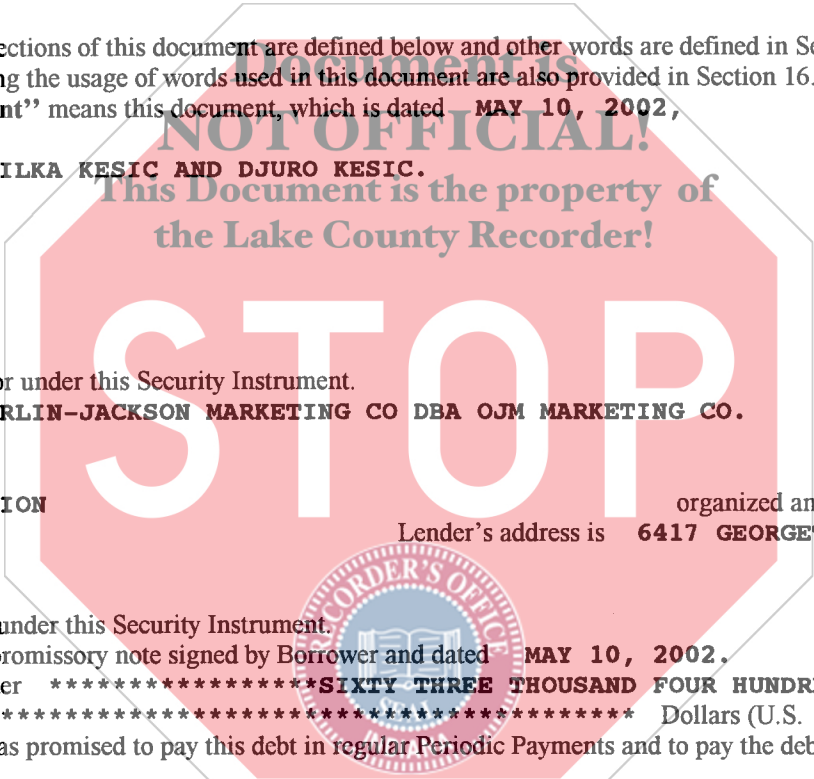 ections of this document are defined below and other words are defined in Se
Document is
ng the usage of words used in this document are also provided in Section 16.
nt” means this document, which is dated MAY 10, 2002,
NOT OFFICIAL!
ILKA KESIC AND DJURO KESIC.
This Document is the property of
the Lake County Recorder!
STOP
or under this Security Instrument.
RLIN-JACKSON MARKETING CO DBA OJM MARKETING CO.
ION organized an
Lender's address is 6417 GEORGE
RECORDER'S OFFICE
under this Security Instrument.
promissory note signed by Borrower and dated MAY 10, 2002.
er *****************SIXTY THREE THOUSAND FOUR HUNDR
**************************************** Dollars (U.S.
SEAL
as promised to pay this debt in regular Periodic Payments and to pay the deb